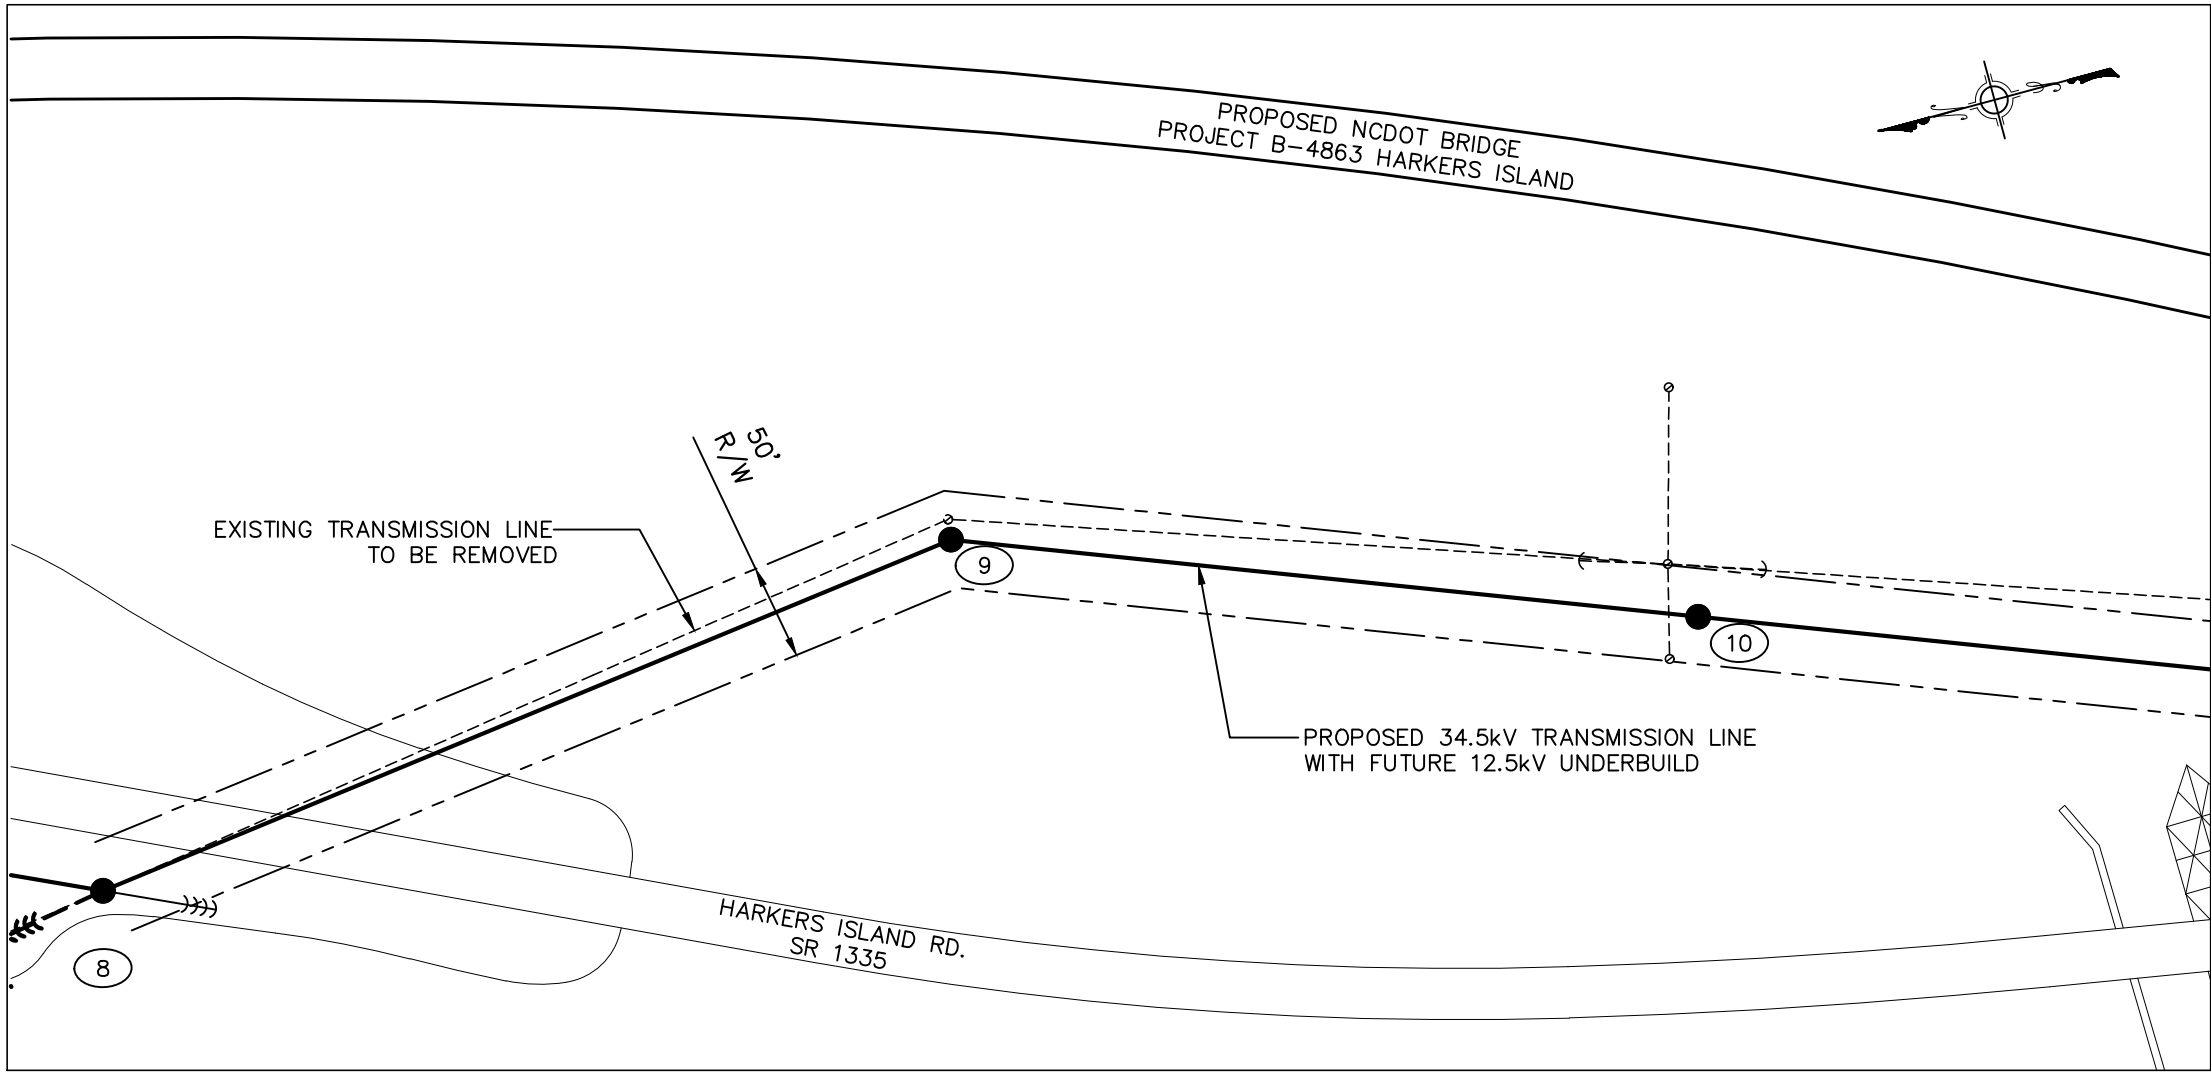 PROPOSED NCDOT BRIDGE
PROJECT B-4863 HARKERS ISLAND
50'
R/W
EXISTING TRANSMISSION LINE
TO BE REMOVED
9
10
PROPOSED 34.5kV TRANSMISSION LINE
WITH FUTURE 12.5kV UNDERBUILD
HARKERS ISLAND RD.
SR 1335
8